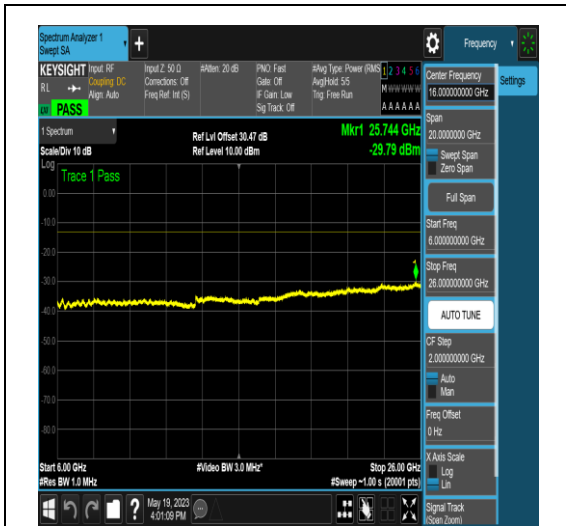 Spectrum Analyzer 1
Swept SA
+
Frequency
KEYSIGHT
Input: RF
Coupling: DC
Align: Auto
RL
PASS
Input Z: 50 Ω
Corrections: Off
Freq Ref: Int (S)
#Atten: 20 dB
PNO: Fast
Gate: Off
IF Gain: Low
Sig Track: Off
#Avg Type: Power (RMS
Avg|Hold: 5/5
Trig: Free Run
1 2 3 4 5 6
M W W W W W
A A A A A A
1 Spectrum
Scale/Div 10 dB
Ref Lvl Offset 30.47 dB
Ref Level 10.00 dBm
Mkr1 25.744 GHz
-29.79 dBm
Log
Trace 1 Pass
0.00
-10.0
-20.0
-30.0
-40.0
-50.0
-60.0
-70.0
-80.0
Start 6.00 GHz
#Res BW 1.0 MHz
#Video BW 3.0 MHz*
Stop 26.00 GHz
#Sweep ~1.00 s (20001 pts)
Center Frequency
16.000000000 GHz
Settings
Span
20.0000000 GHz
Swept Span
Zero Span
Full Span
Start Freq
6.000000000 GHz
Stop Freq
26.000000000 GHz
AUTO TUNE
CF Step
2.000000000 GHz
Auto
Man
Freq Offset
0 Hz
X Axis Scale
Log
Lin
Signal Track
(Span Zoom)
?
May 19, 2023
4:01:09 PM